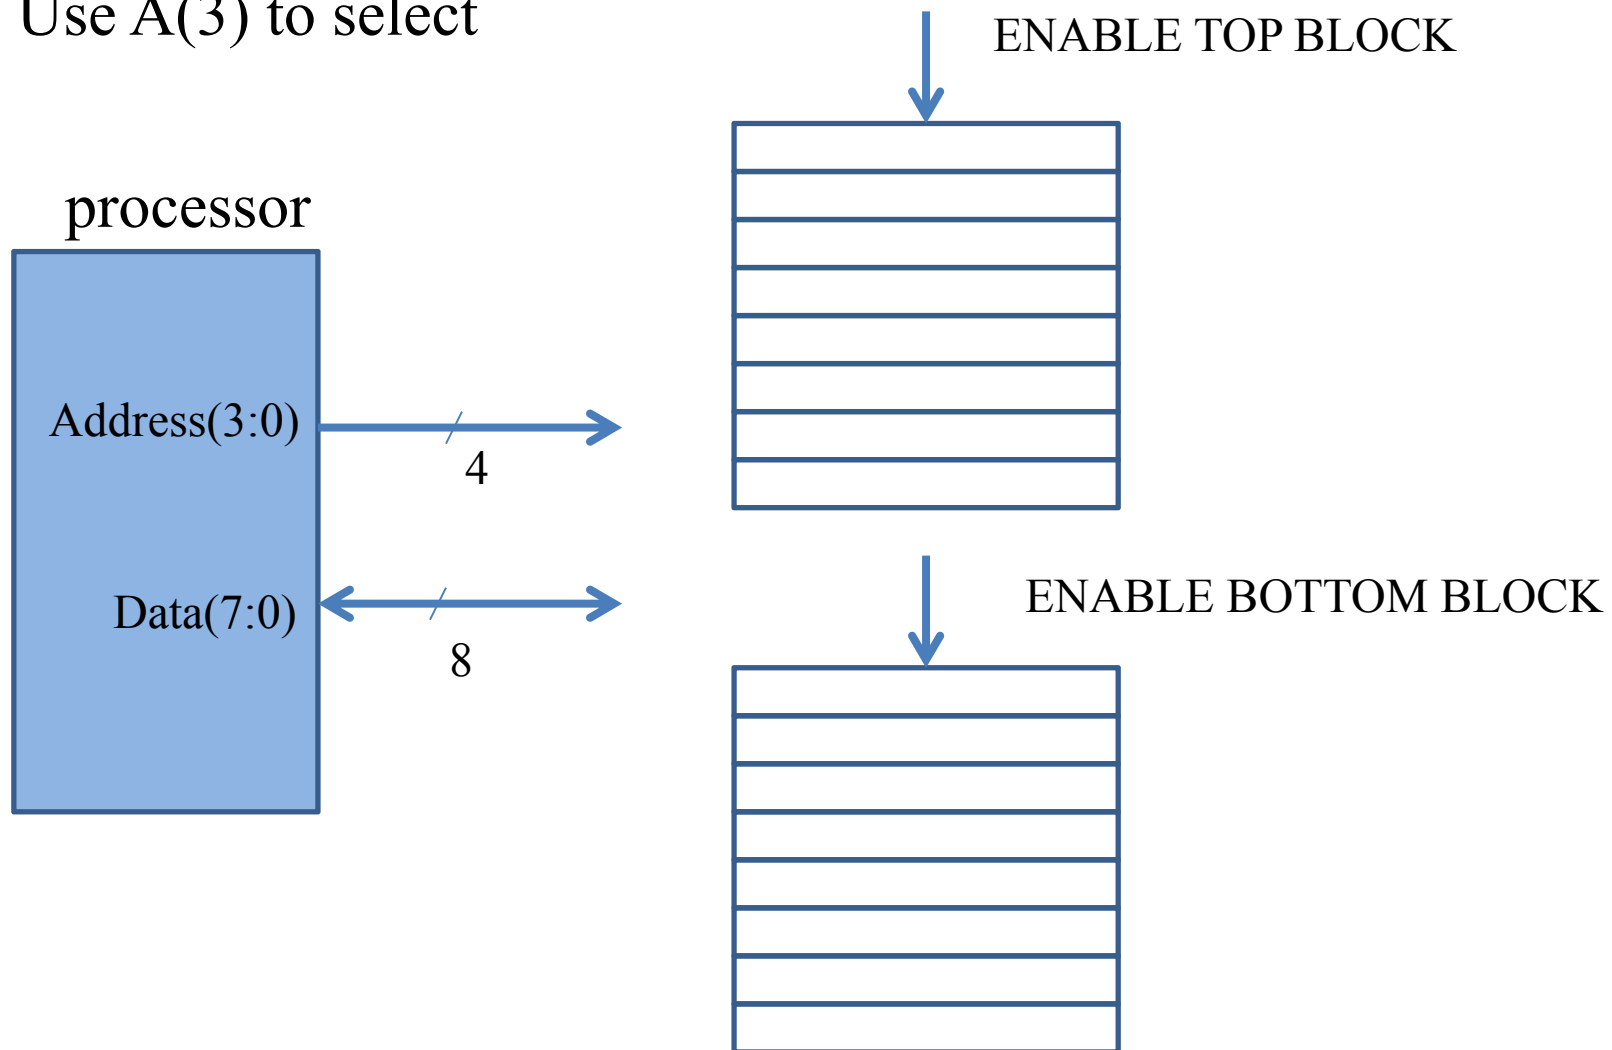 Use A(3) to select
ENABLE TOP BLOCK
processor
Address(3:0)
4
Data(7:0)
8
ENABLE BOTTOM BLOCK